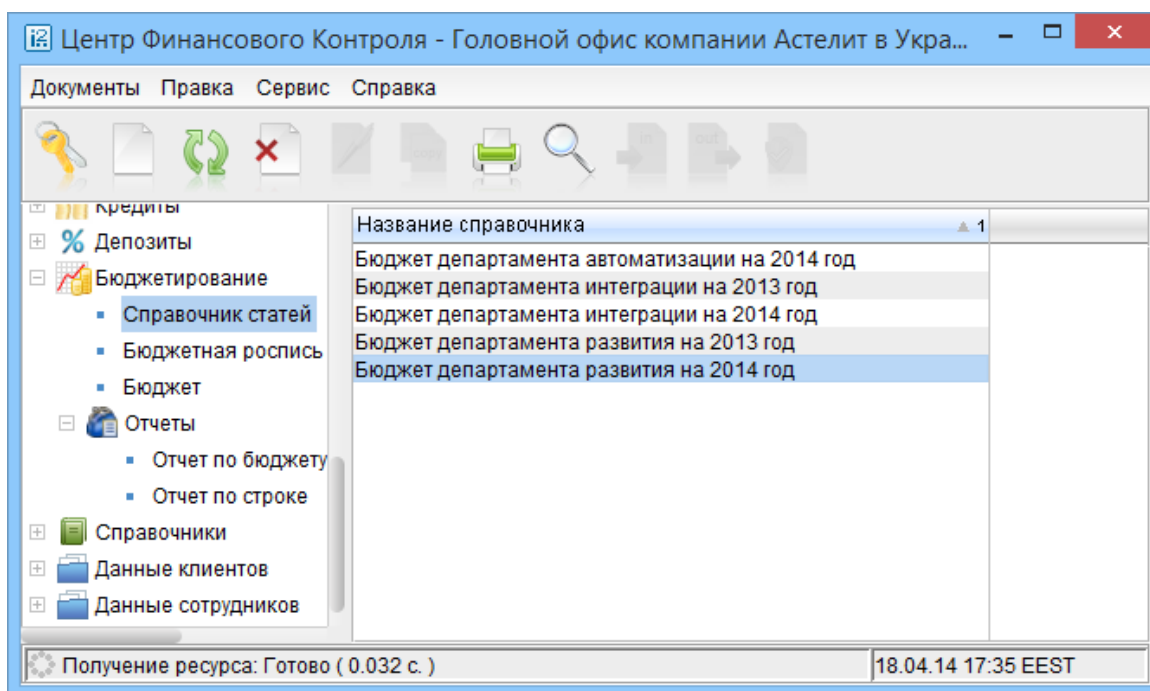 i2 Центр Финансового Контроля - Головной офис компании Астелит в Укра...
Документы Правка Сервис Справка
copy in out
Кредиты
% Депозиты
Бюджетирование
Справочник статей
Бюджетная роспись
Бюджет
Отчеты
Отчет по бюджету
Отчет по строке
Справочники
Данные клиентов
Данные сотрудников
Название справочника 1
Бюджет департамента автоматизации на 2014 год
Бюджет департамента интеграции на 2013 год
Бюджет департамента интеграции на 2014 год
Бюджет департамента развития на 2013 год
Бюджет департамента развития на 2014 год
Получение ресурса: Готово ( 0.032 с. )
18.04.14 17:35 EEST